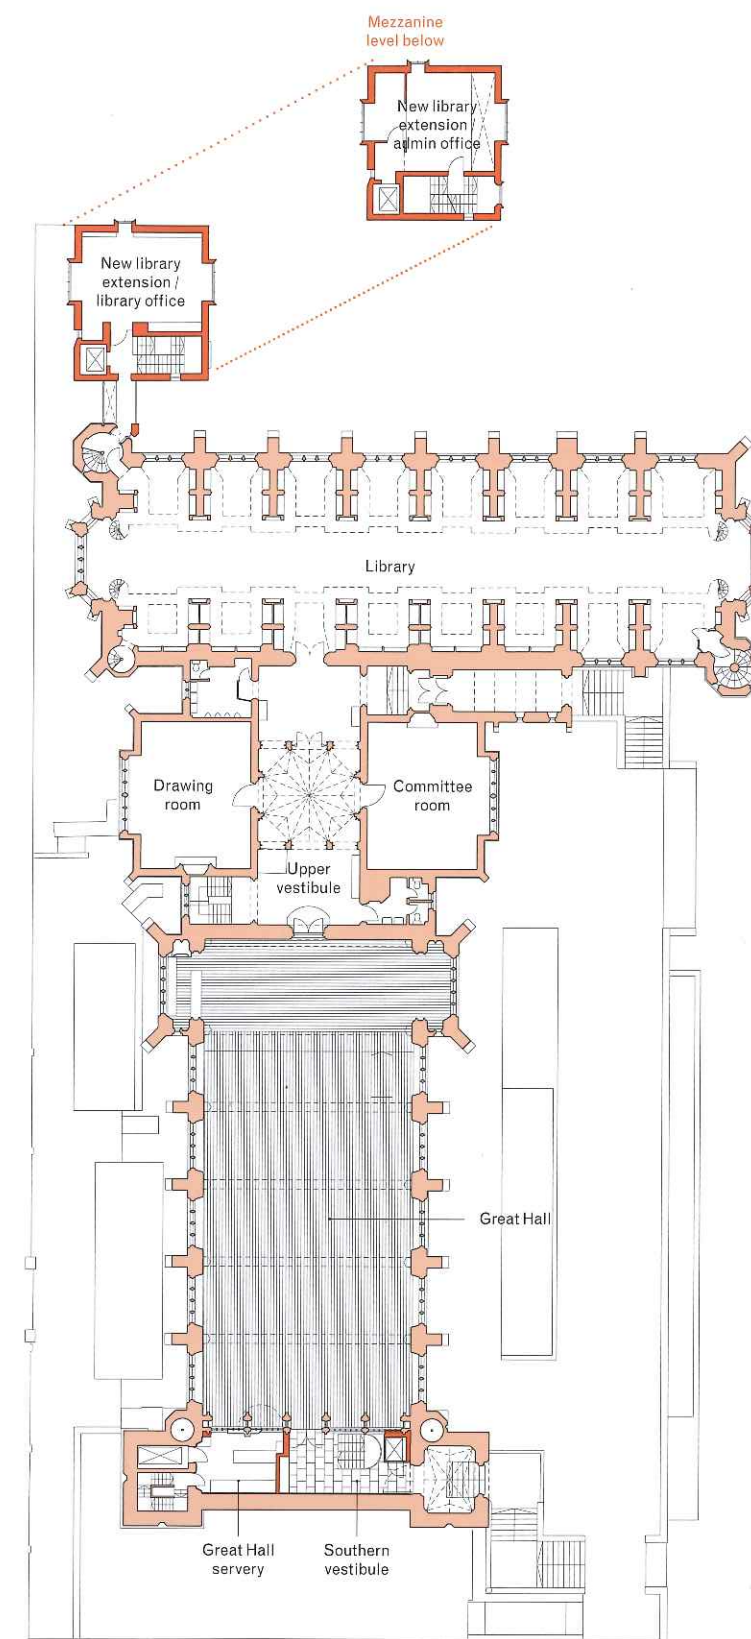 Mezzanine
level below
New library
extension /
admin office
New library
extension /
library office
Library
Drawing
room
Committee
room
Upper
vestibule
Great Hall
Great Hall
servery
Southern
vestibule